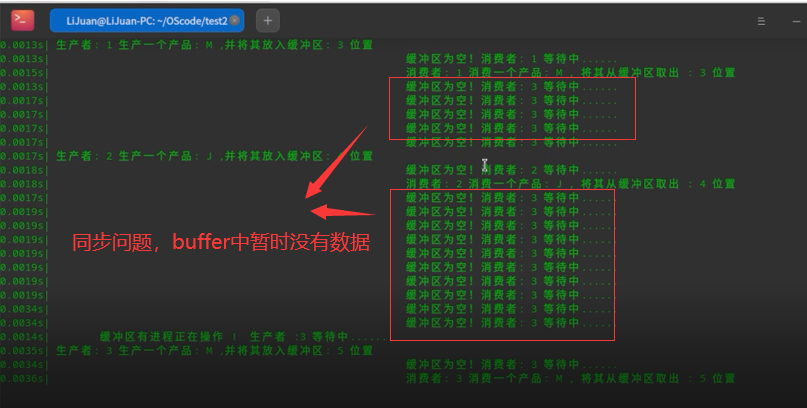 LiJuan@LiJuan-PC: ~/OScode/test2
0.0013s| 生产者: 1 生产一个产品: M ,并将其放入缓冲区: 3 位置
0.0013s| 缓冲区为空! 消费者: 1 等待中......
0.0015s| 消费者: 1 消费一个产品: M , 将其从缓冲区取出 : 3 位置
0.0013s| 缓冲区为空! 消费者: 3 等待中......
0.0017s| 缓冲区为空! 消费者: 3 等待中......
0.0017s| 缓冲区为空! 消费者: 3 等待中......
0.0017s| 缓冲区为空! 消费者: 3 等待中......
缓冲区为空! 消费者: 3 等待中......
0.0017s| 生产者: 2 生产一个产品: J ,并将其放入缓冲区: 位置
0.0018s| 缓冲区为空! 消费者: 2 等待中......
0.0018s| 消费者: 2 消费一个产品: J , 将其从缓冲区取出 : 4 位置
0.0017s| 缓冲区为空! 消费者: 3 等待中......
0.0019s| 缓冲区为空! 消费者: 3 等待中......
0.0019s| 缓冲区为空! 消费者: 3 等待中......
0.0019s| 缓冲区为空! 消费者: 3 等待中......
同步问题，buffer中暂时没有数据
0.0019s| 缓冲区为空! 消费者: 3 等待中......
0.0019s| 缓冲区为空! 消费者: 3 等待中......
0.0019s| 缓冲区为空! 消费者: 3 等待中......
0.0019s| 缓冲区为空! 消费者: 3 等待中......
0.0034s| 缓冲区为空! 消费者: 3 等待中......
0.0034s| 缓冲区为空! 消费者: 3 等待中......
0.0014s| 缓冲区有进程正在操作 ! 生产者 :3 等待中......
0.0035s| 生产者: 3 生产一个产品: M ,并将其放入缓冲区: 5 位置
0.0034s| 缓冲区为空! 消费者: 3 等待中......
0.0036s| 消费者: 3 消费一个产品: M , 将其从缓冲区取出 : 5 位置